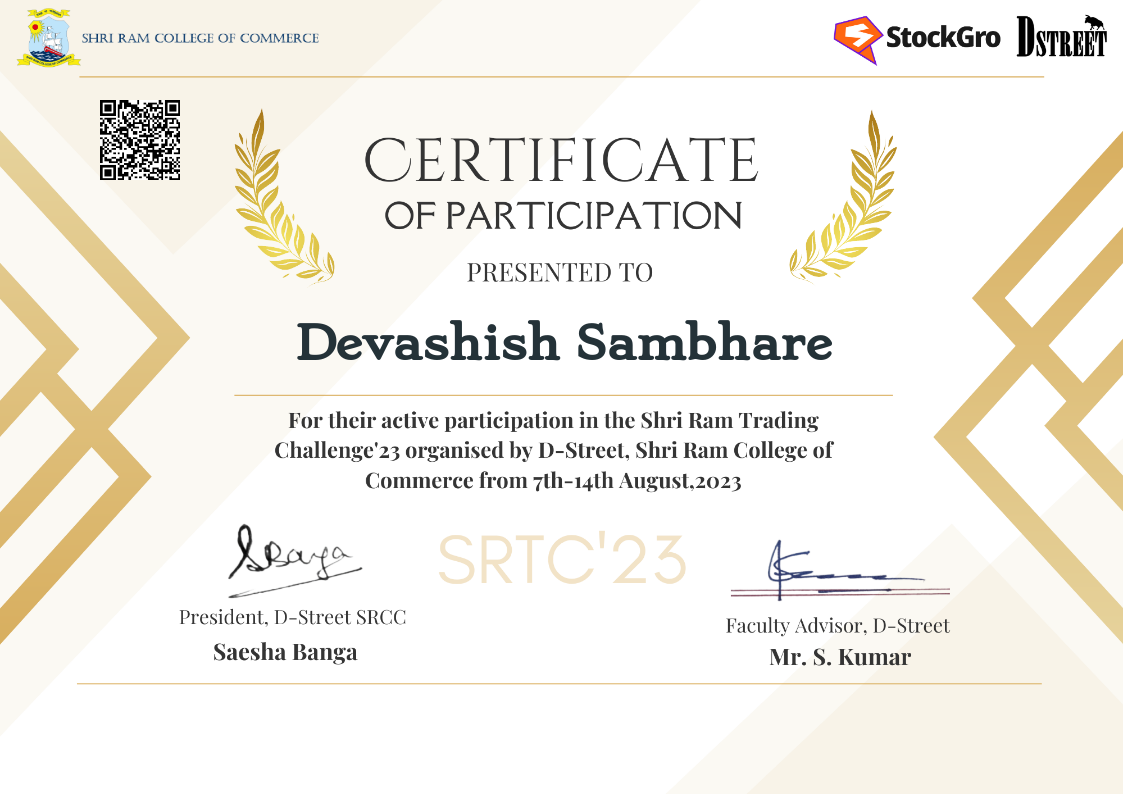 SHRI RAM COLLEGE OF COMMERCE
StockGro
DSTREET
CERTIFICATE
OF PARTICIPATION
PRESENTED TO
Devashish Sambhare
For their active participation in the Shri Ram Trading
Challenge'23 organised by D-Street, Shri Ram College of
Commerce from 7th-14th August,2023
SRTC'23
SBanga
President, D-Street SRCC
Saesha Banga
Faculty Advisor, D-Street
Mr. S. Kumar